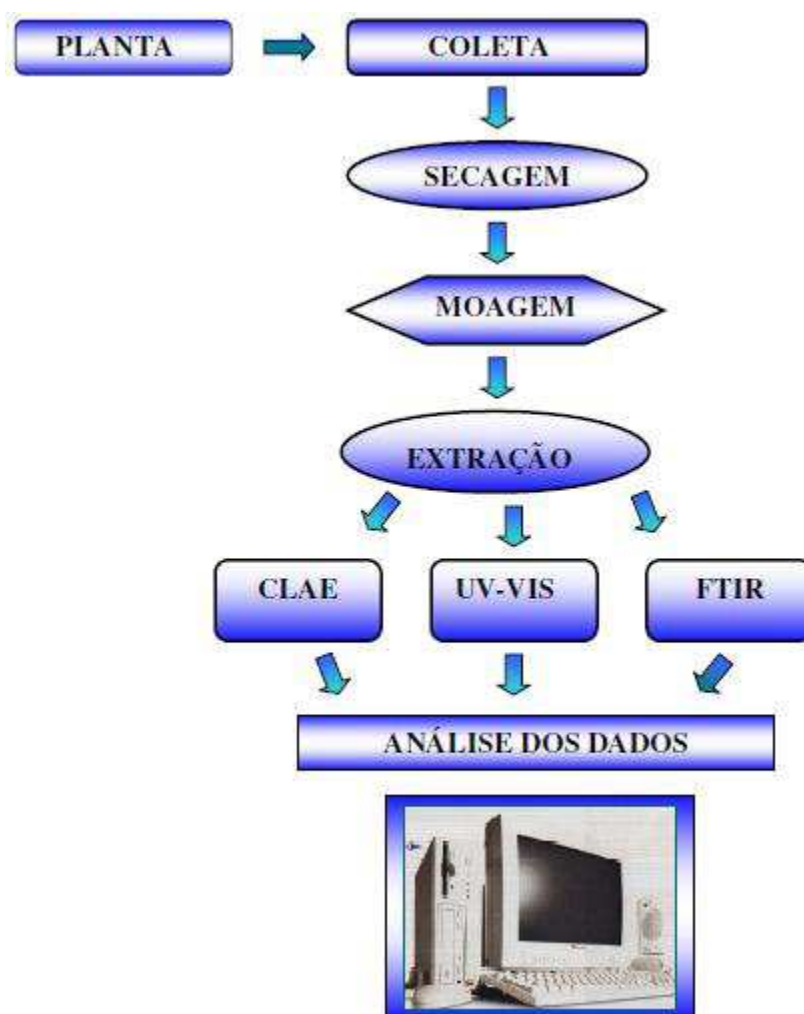 PLANTA
COLETA
SECAGEM
MOAGEM
EXTRAÇÃO
CLAE
UV-VIS
FTIR
ANÁLISE DOS DADOS